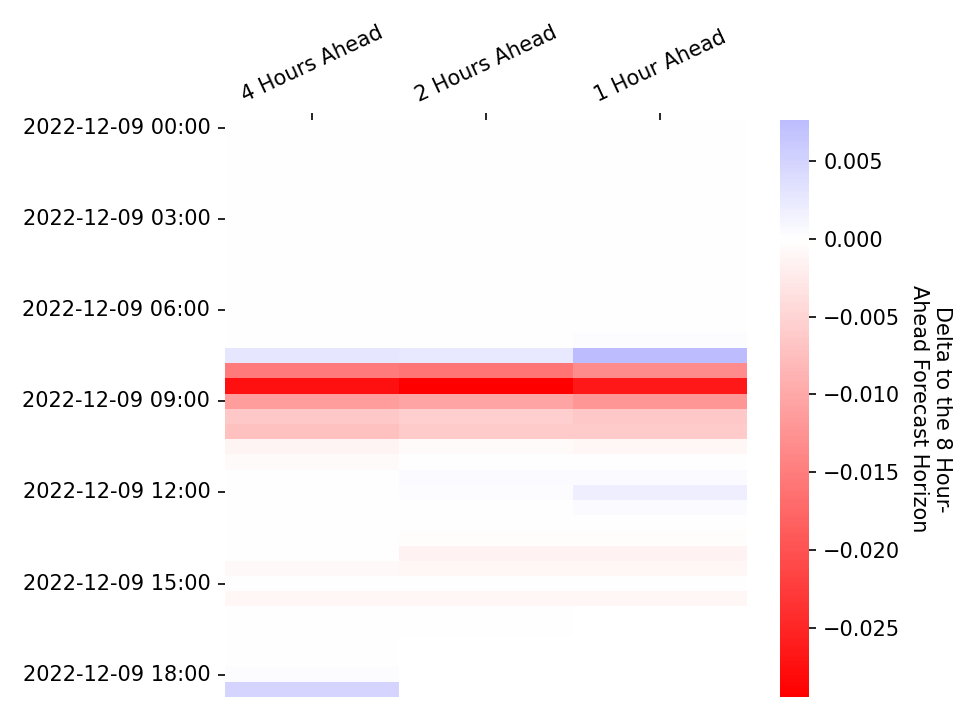 4 Hours Ahead
2 Hours Ahead
1 Hour Ahead
2022-12-09 00:00
2022-12-09 03:00
2022-12-09 06:00
2022-12-09 09:00
2022-12-09 12:00
2022-12-09 15:00
2022-12-09 18:00
0.005
0.000
−0.005
−0.010
−0.015
−0.020
−0.025
Delta to the 8 Hour-
Ahead Forecast Horizon